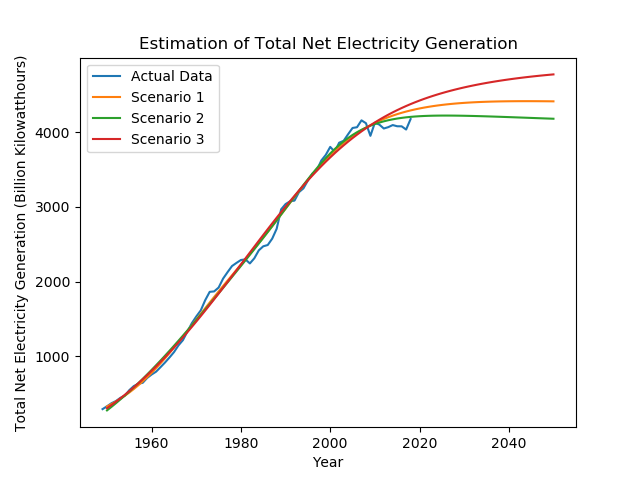 Estimation of Total Net Electricity Generation
Actual Data
Scenario 1
Scenario 2
Scenario 3
Total Net Electricity Generation (Billion Kilowatthours)
4000
3000
2000
1000
1960 1980 2000 2020 2040
Year